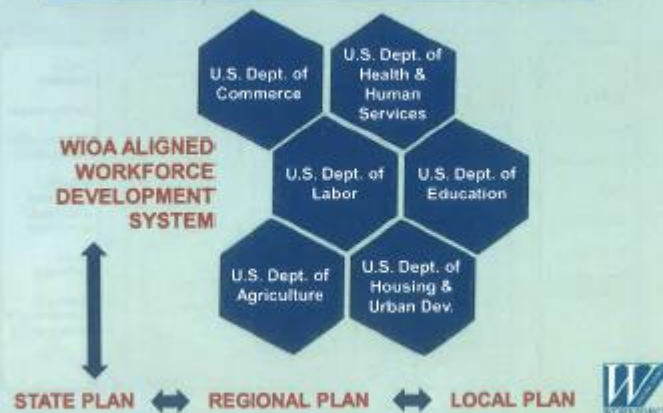 U.S. Dept. of
Commerce
U.S. Dept. of
Health &
Human
Services
WIOA ALIGNED
WORKFORCE
DEVELOPMENT
SYSTEM
U.S. Dept. of
Labor
U.S. Dept. of
Education
U.S. Dept. of
Agriculture
U.S. Dept. of
Housing &
Urban Dev.
STATE PLAN
REGIONAL PLAN
LOCAL PLAN
W